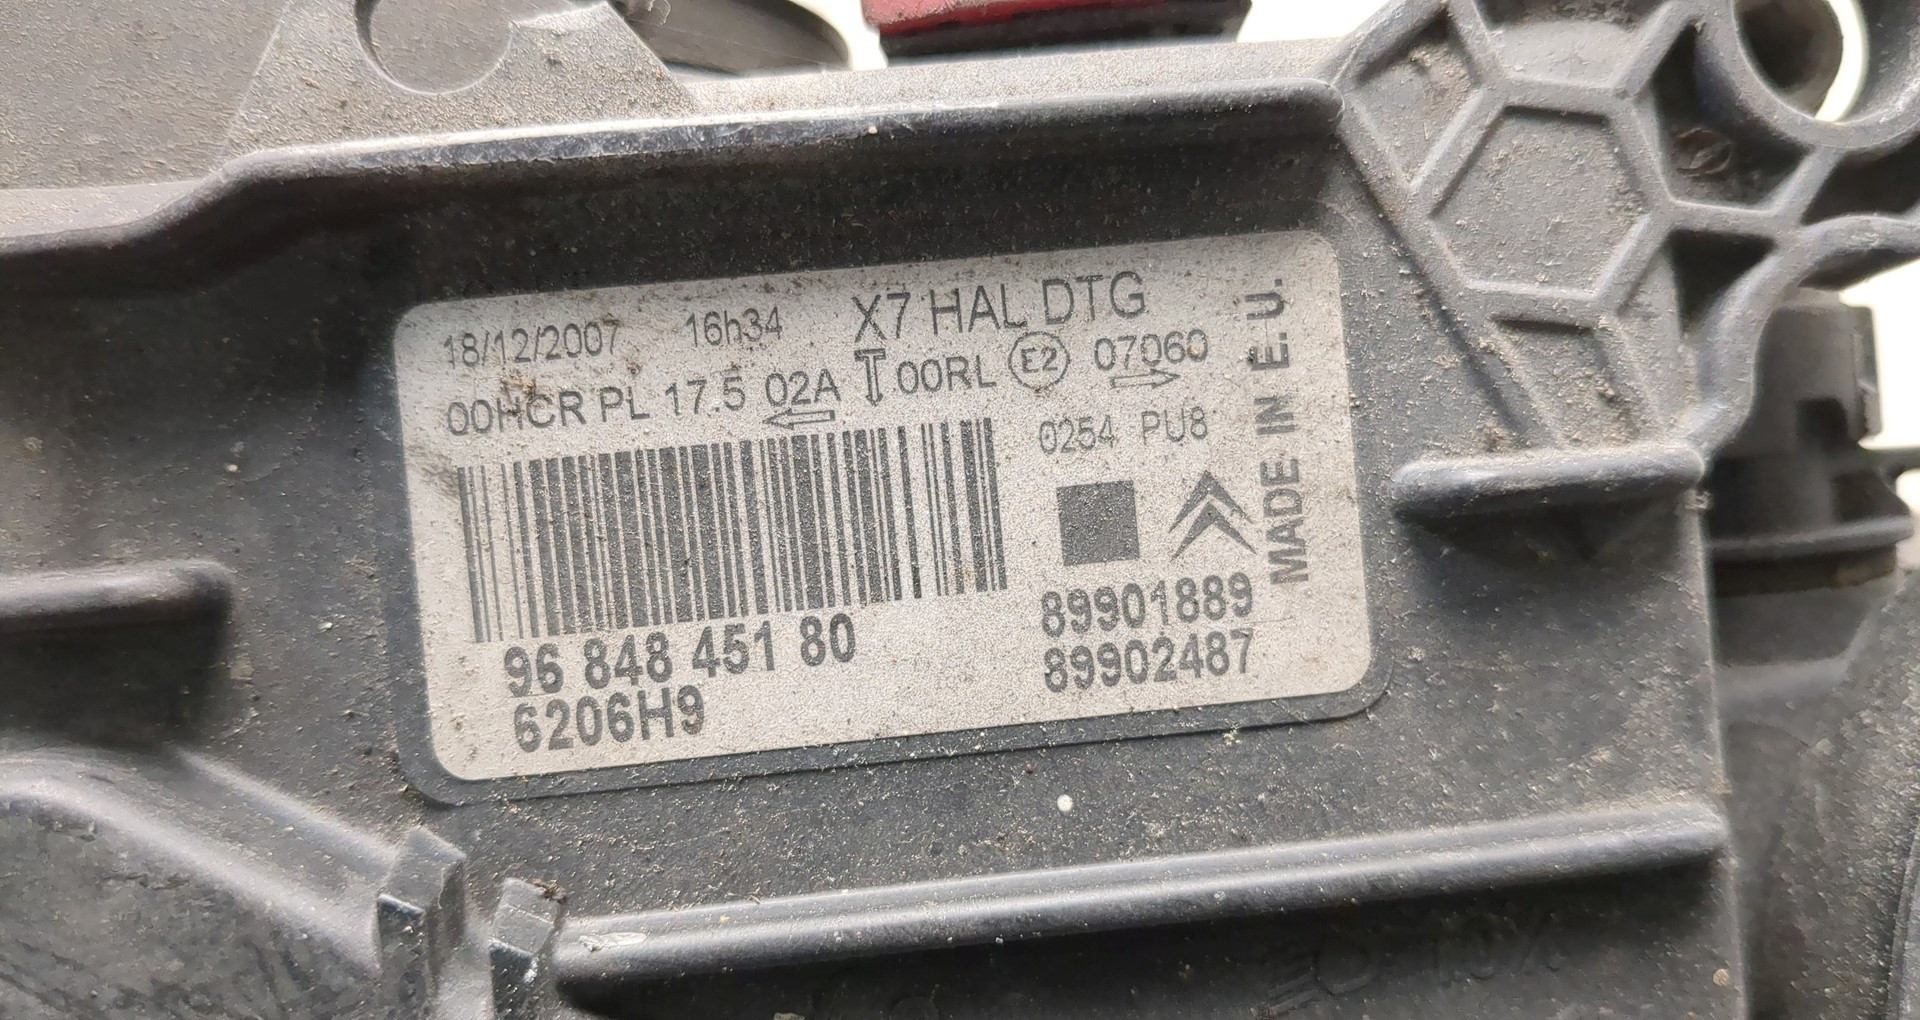 18/12/2007 16h34 X7 HAL DTG
00HCR PL 17.5 02A 00RL E2 07060
0254 PU8
MADE IN E.U.
96 848 451 80
6206H9
89901889
89902487